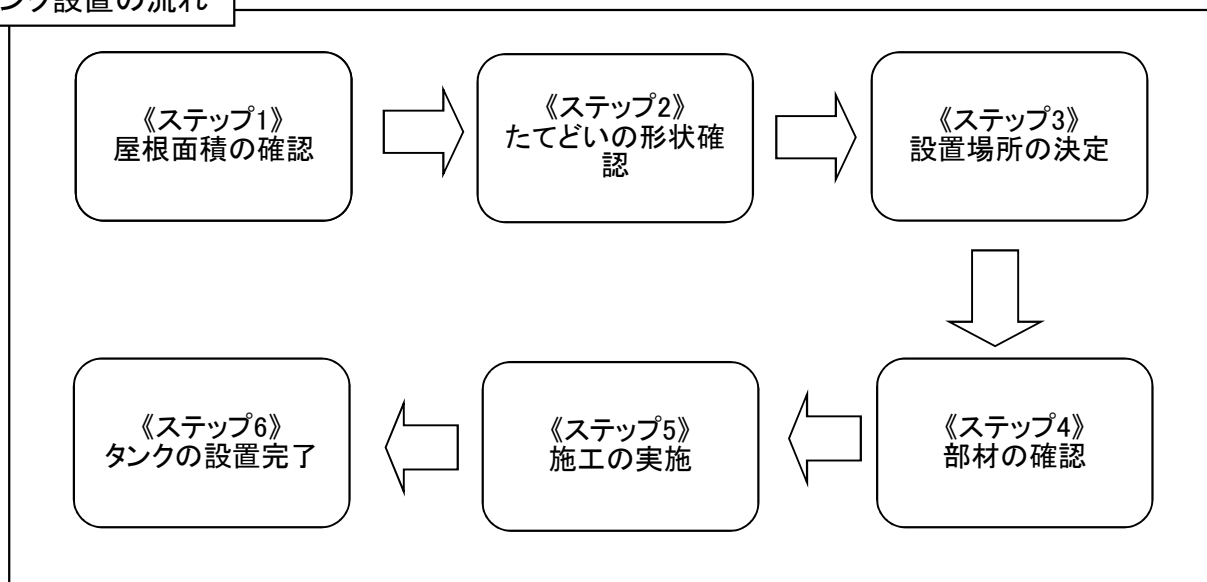 ンク設置の流れ
《ステップ1》
屋根面積の確認
《ステップ2》
たてどいの形状確
認
《ステップ3》
設置場所の決定
《ステップ4》
部材の確認
《ステップ5》
施工の実施
《ステップ6》
タンクの設置完了